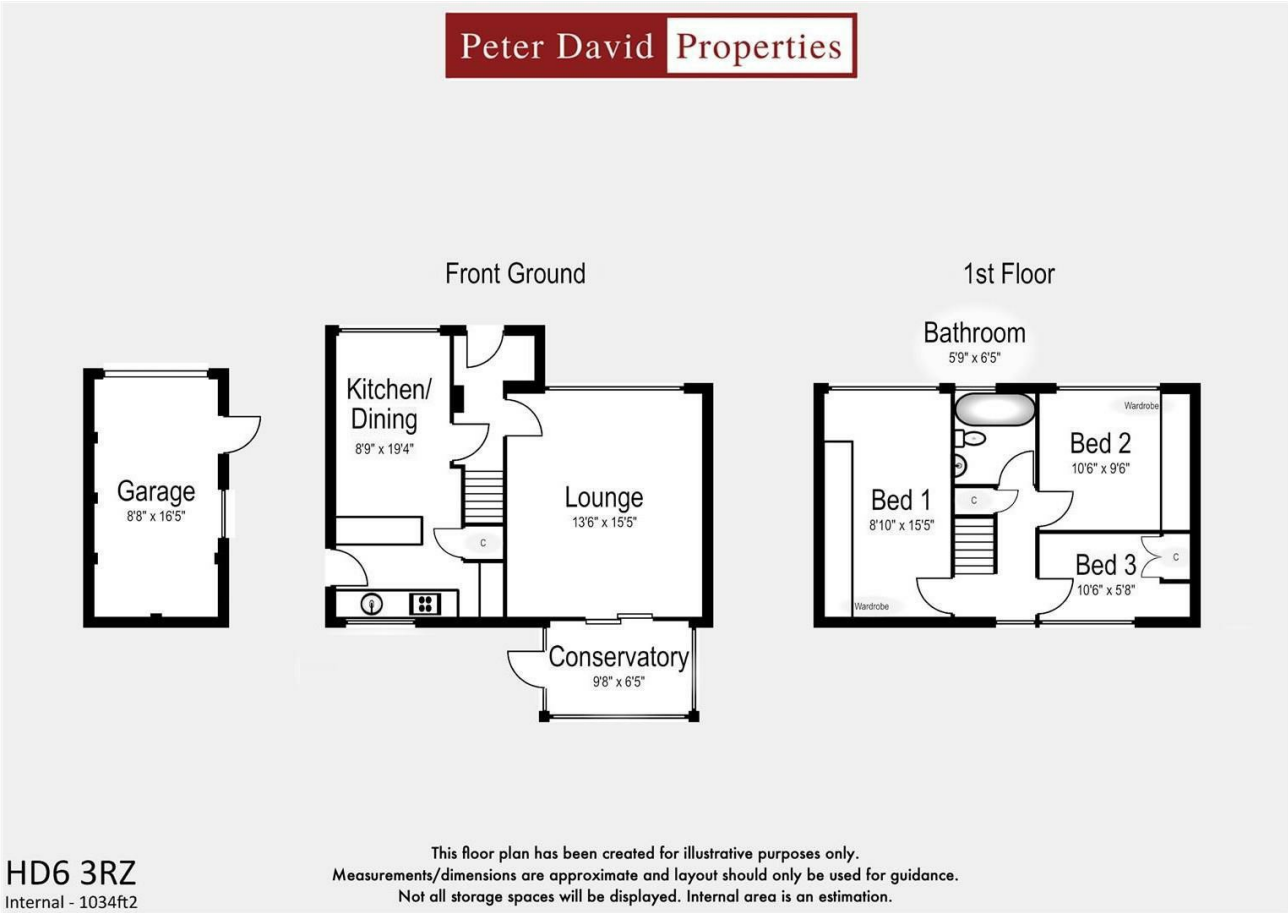 Peter David Properties
Front Ground
1st Floor
Bathroom
5'9" x 6'5"
Kitchen/
Dining
8'9" x 19'4"
Wardrobe
Bed 2
10'6" x 9'6"
Garage
8'8" x 16'5"
Lounge
13'6" x 15'5"
Bed 1
8'10" x 15'5"
C
C
Bed 3
10'6" x 5'8"
C
Wardrobe
Conservatory
9'8" x 6'5"
HD6 3RZ
Internal - 1034ft2
This floor plan has been created for illustrative purposes only.
Measurements/dimensions are approximate and layout should only be used for guidance.
Not all storage spaces will be displayed. Internal area is an estimation.